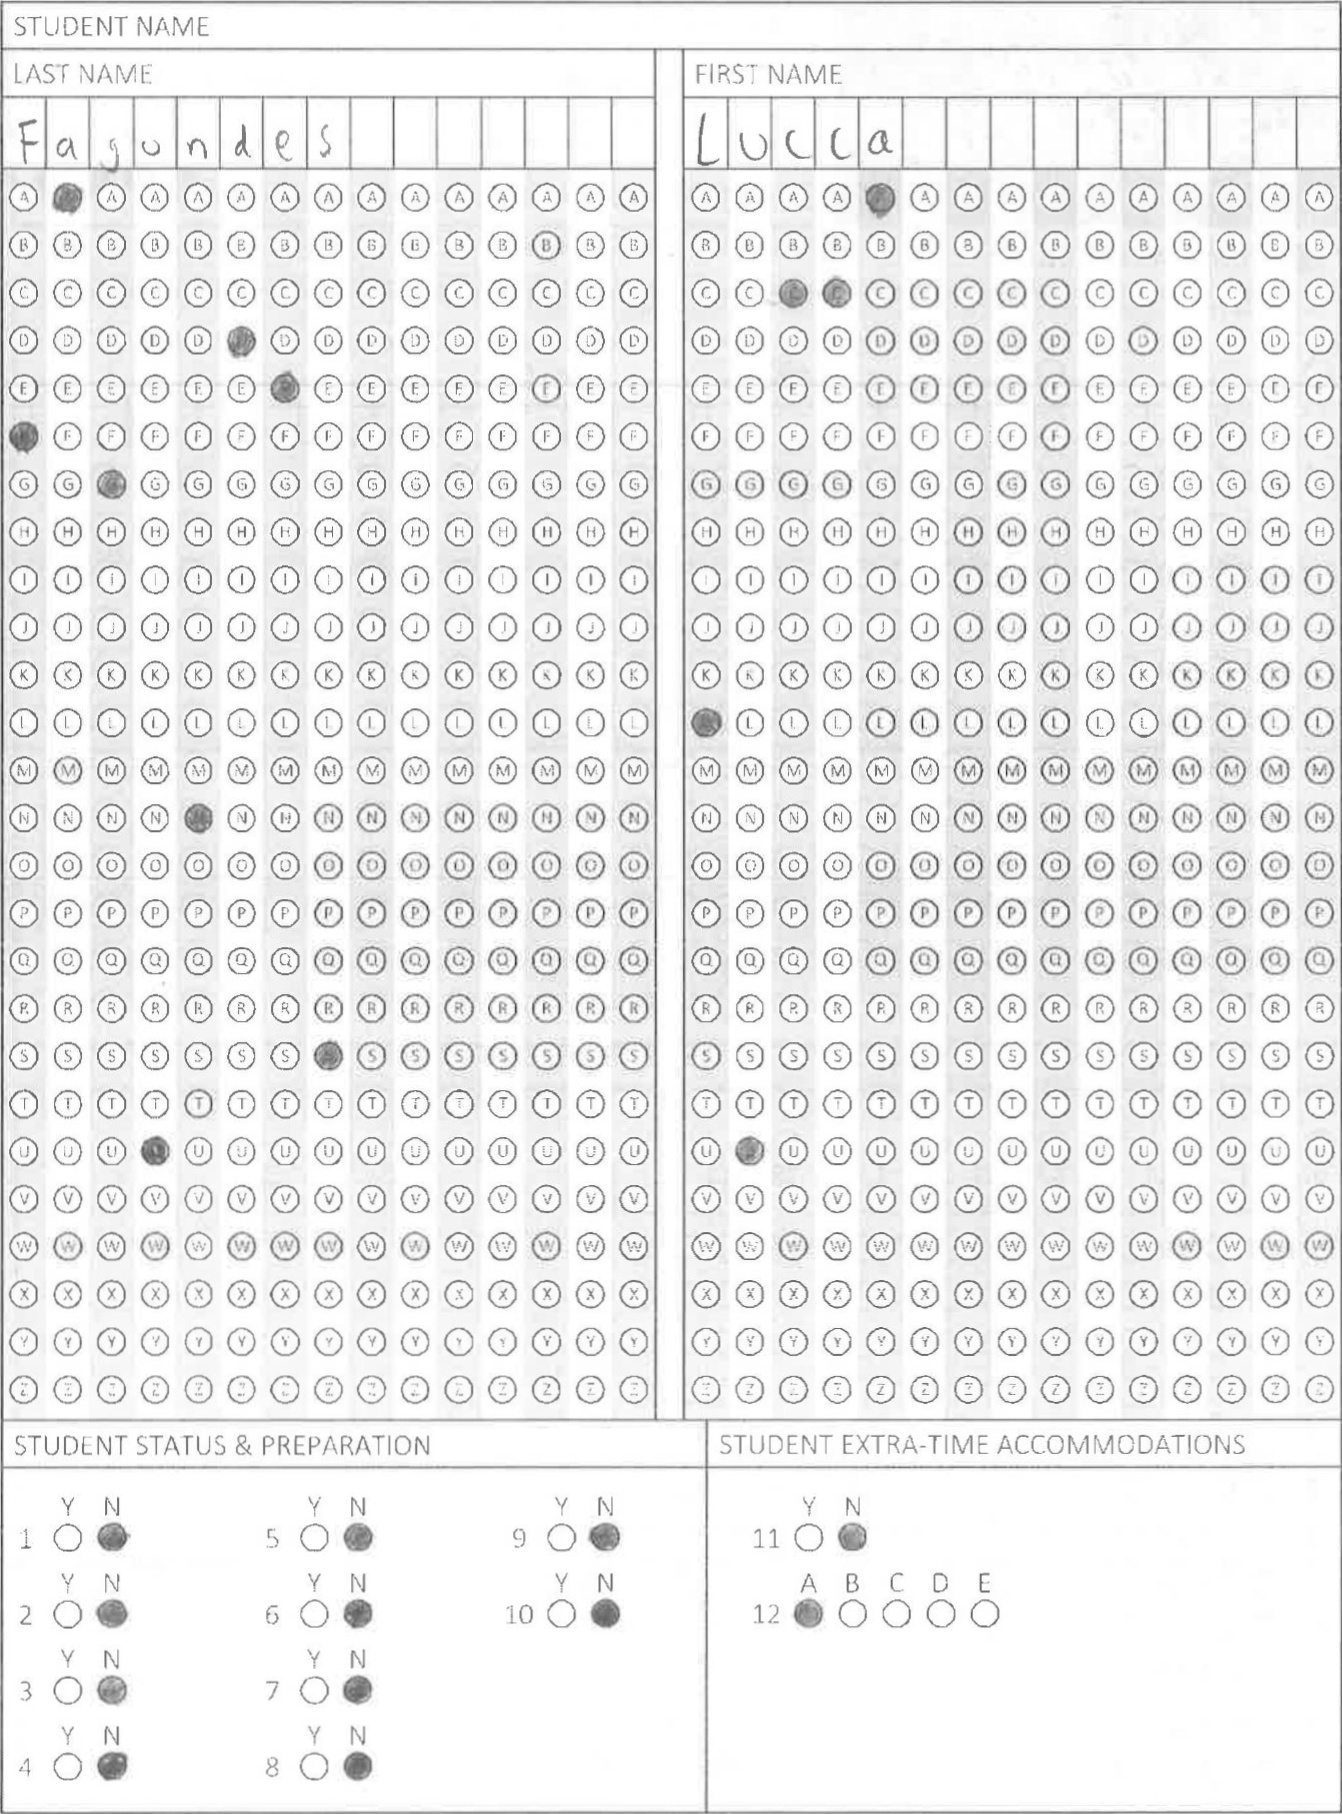 STUDENT NAME
LAST NAME FIRST NAME
Fagundes Lucca
A A A A A A A A A A A A A A A A A A A A A A A A A A A A
B B B B B B B B B B B B B B B B B B B B B B B B B B B B B B
C C C C C C C C C C C C C C C C C C C C C C C C C C C C
D D D D D D D D D D D D D D D D D D D D D D D D D D D D D
E E E E E E E E E E E E E E E E E E E E E E E E E E E E E
F F F F F F F F F F F F F F F F F F F F F F F F F F F F F
G G G G G G G G G G G G G G G G G G G G G G G G G G G G G
H H H H H H H H H H H H H H H H H H H H H H H H H H H H H H
I I I I I I I I I I I I I I I I I I I I I I I I I I I I I I
J J J J J J J J J J J J J J J J J J J J J J J J J J J J J J
K K K K K K K K K K K K K K K K K K K K K K K K K K K K K K
L L L L L L L L L L L L L L L L L L L L L L L L L L L L L
M M M M M M M M M M M M M M M M M M M M M M M M M M M M M M
N N N N N N N N N N N N N N N N N N N N N N N N N N N N N
O O O O O O O O O O O O O O O O O O O O O O O O O O O O O O
P P P P P P P P P P P P P P P P P P P P P P P P P P P P P P
Q Q Q Q Q Q Q Q Q Q Q Q Q Q Q Q Q Q Q Q Q Q Q Q Q Q Q Q Q Q
R R R R R R R R R R R R R R R R R R R R R R R R R R R R R R
S S S S S S S S S S S S S S S S S S S S S S S S S S S S S
T T T T T T T T T T T T T T T T T T T T T T T T T T T T T T
U U U U U U U U U U U U U U U U U U U U U U U U U U U U
V V V V V V V V V V V V V V V V V V V V V V V V V V V V V V
W W W W W W W W W W W W W W W W W W W W W W W W W W W W W W
X X X X X X X X X X X X X X X X X X X X X X X X X X X X X X
Y Y Y Y Y Y Y Y Y Y Y Y Y Y Y Y Y Y Y Y Y Y Y Y Y Y Y Y Y Y
Z Z Z Z Z Z Z Z Z Z Z Z Z Z Z Z Z Z Z Z Z Z Z Z Z Z Z Z Z Z
STUDENT STATUS & PREPARATION
Y N
1
Y N
2
Y N
3
Y N
4
Y N
5
Y N
6
Y N
7
Y N
8
Y N
9
Y N
10
STUDENT EXTRA-TIME ACCOMMODATIONS
Y N
11
A B C D E
12